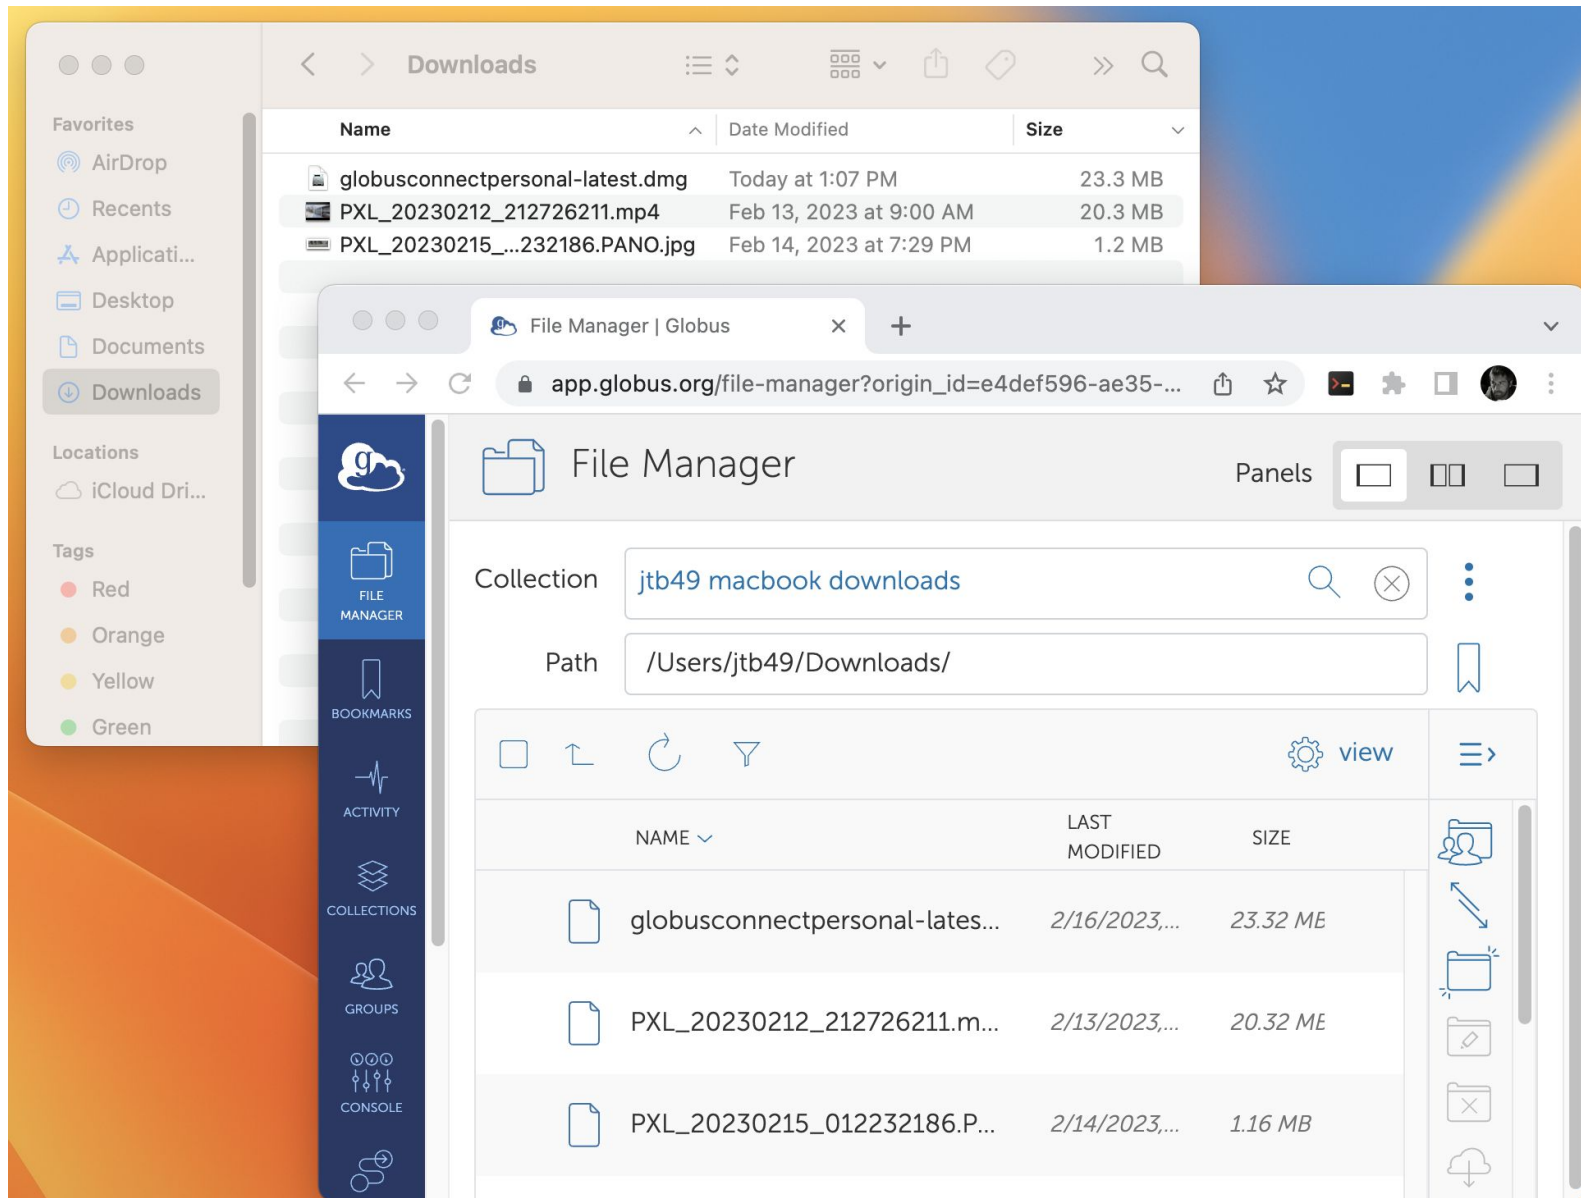 Downloads
Favorites
AirDrop
Recents
Applicati...
Desktop
Documents
Downloads
Locations
iCloud Dri...
Tags
Red
Orange
Yellow
Green
Name Date Modified Size
globusconnectpersonal-latest.dmg Today at 1:07 PM 23.3 MB
PXL_20230212_212726211.mp4 Feb 13, 2023 at 9:00 AM 20.3 MB
PXL_20230215_...232186.PANO.jpg Feb 14, 2023 at 7:29 PM 1.2 MB
File Manager | Globus
app.globus.org/file-manager?origin_id=e4def596-ae35-...
g
FILE
MANAGER
BOOKMARKS
ACTIVITY
COLLECTIONS
GROUPS
CONSOLE
File Manager
Panels
Collection jtb49 macbook downloads
Path /Users/jtb49/Downloads/
view
NAME LAST MODIFIED SIZE
globusconnectpersonal-lates... 2/16/2023,... 23.32 MB
PXL_20230212_212726211.m... 2/13/2023,... 20.32 MB
PXL_20230215_012232186.P... 2/14/2023,... 1.16 MB